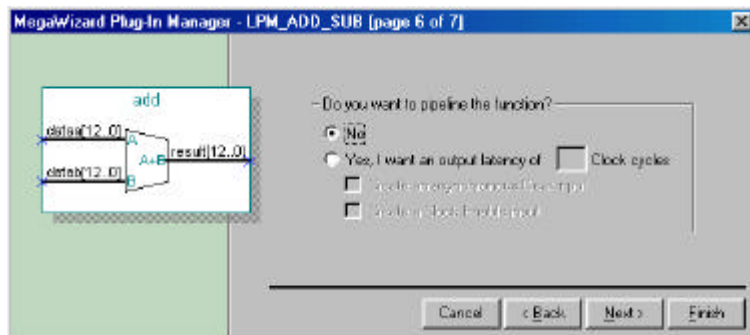 MegaWizard Plug-In Manager - LPM_ADD_SUB [page 6 of 7]
add
dataa[12..0]
A
A+B
result[12..0]
datab[12..0]
B
Do you want to pipeline the function?
No
Yes, I want an output latency of
Clock cycles
Cancel
< Back
Next >
Finish